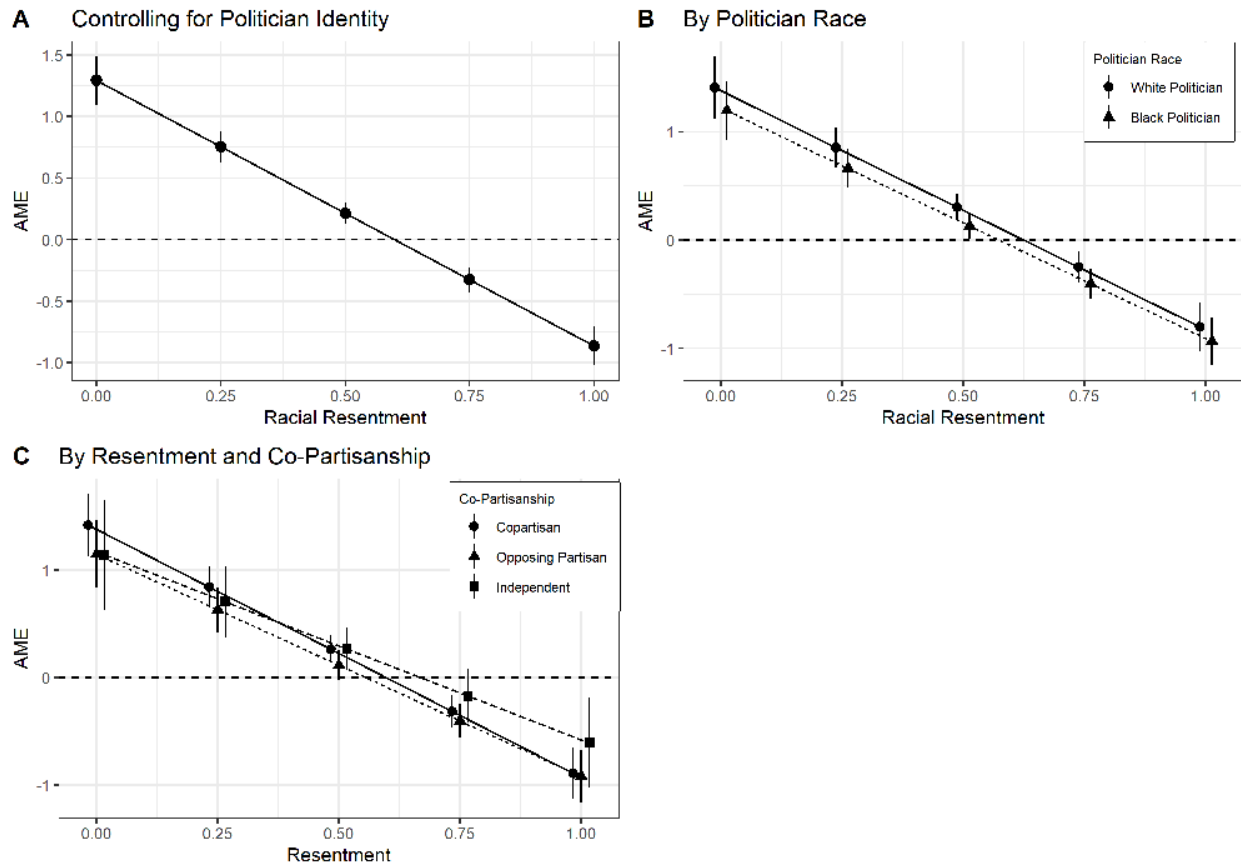 A Controlling for Politician Identity
1.5
1.0
0.5
0.0
-0.5
-1.0
AME
0.00 0.25 0.50 0.75 1.00
Racial Resentment
B By Politician Race
Politician Race
White Politician
Black Politician
1
0
-1
AME
0.00 0.25 0.50 0.75 1.00
Racial Resentment
C By Resentment and Co-Partisanship
Co-Partisanship
Copartisan
Opposing Partisan
Independent
1
0
-1
AME
0.00 0.25 0.50 0.75 1.00
Resentment